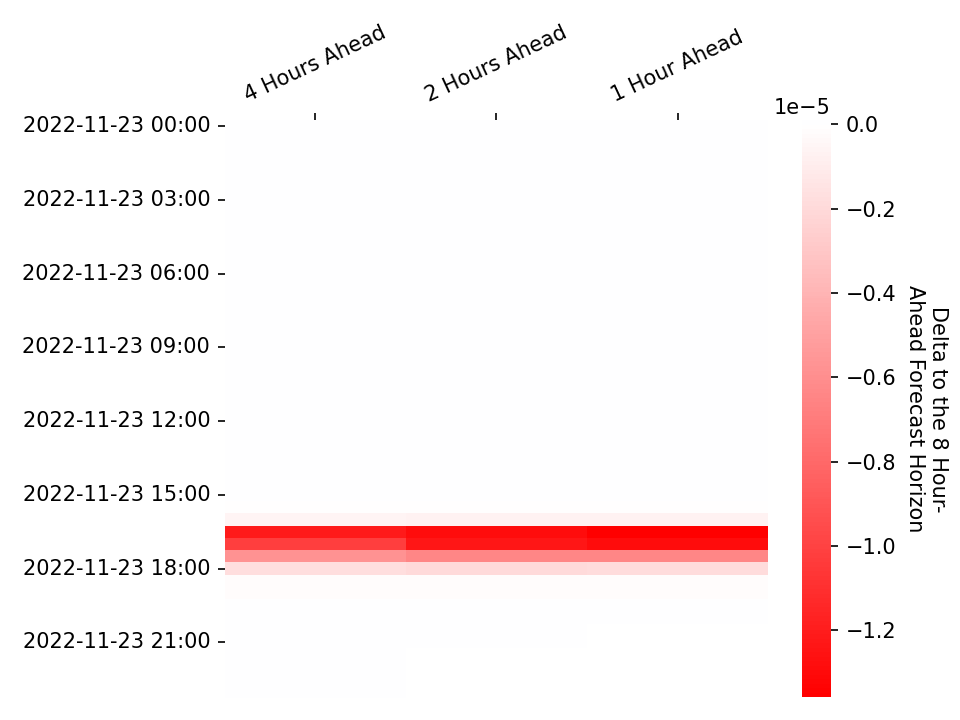 4 Hours Ahead
2 Hours Ahead
1 Hour Ahead
1e−5
2022-11-23 00:00
2022-11-23 03:00
2022-11-23 06:00
2022-11-23 09:00
2022-11-23 12:00
2022-11-23 15:00
2022-11-23 18:00
2022-11-23 21:00
0.0
−0.2
−0.4
−0.6
−0.8
−1.0
−1.2
Delta to the 8 Hour-
Ahead Forecast Horizon